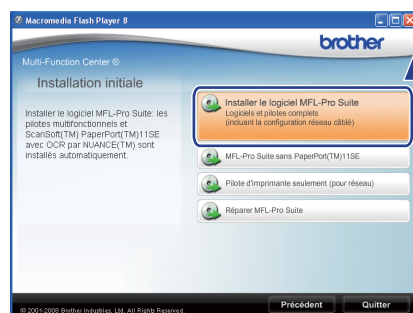 Macromedia Flash Player 8
brother
Multi-Function Center ®
Installation initiale
Installer le logiciel MFL-Pro Suite: les
pilotes multifonctionnels et
ScanSoft(TM) PaperPort(TM)11SE
avec OCR par NUANCE(TM) sont
installés automatiquement.
Installer le logiciel MFL-Pro Suite
Logiciels et pilotes complets
(incluant la configuration réseau câblé)
MFL-Pro Suite sans PaperPort(TM)11SE
Pilote d'imprimante seulement (pour réseau)
Réparer MFL-Pro Suite
© 2001-2008 Brother Industries, Ltd. All Rights Reserved.
Précédent
Quitter